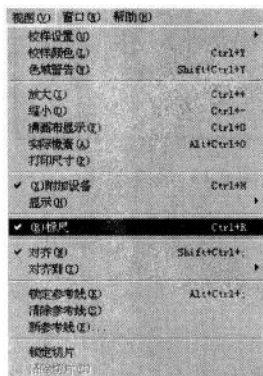 视图(V) 窗口(W) 帮助(H)
校样设置(U)
校样颜色(L) Ctrl+Y
色域警告(W) Shift+Ctrl+Y
放大(I) Ctrl++
缩小(O) Ctrl+-
满画布显示(F) Ctrl+0
实际像素(A) Alt+Ctrl+0
打印尺寸(Z)
✓ (X)附加设备 Ctrl+H
显示(H)
✓ (R)标尺 Ctrl+R
✓ 对齐(N) Shift+Ctrl+;
对齐到(T)
锁定参考线(K) Alt+Ctrl+;
清除参考线(S)
新参考线(E)...
锁定切片
清除切片(C)